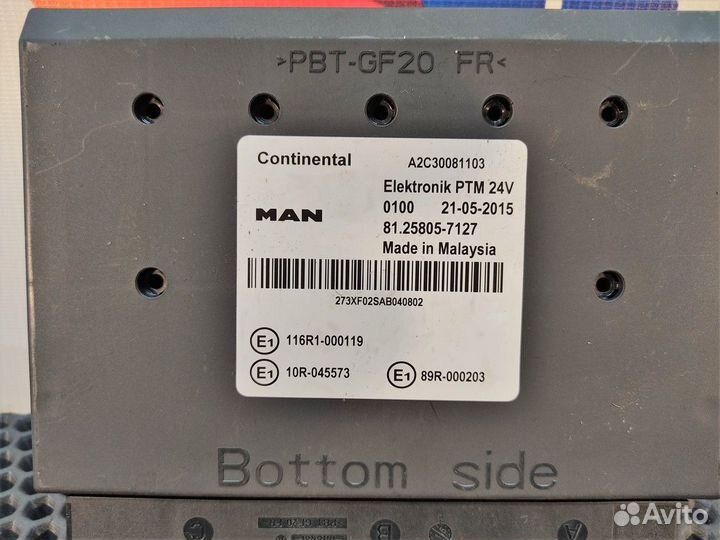 >PBT-GF20 FR<
Continental A2C30081103
Elektronik PTM 24V
MAN 0100 21-05-2015
81.25805-7127
Made in Malaysia
273XF02SAB040802
E1 116R1-000119
E1 10R-045573 E1 89R-000203
Bottom side
B A
Avito